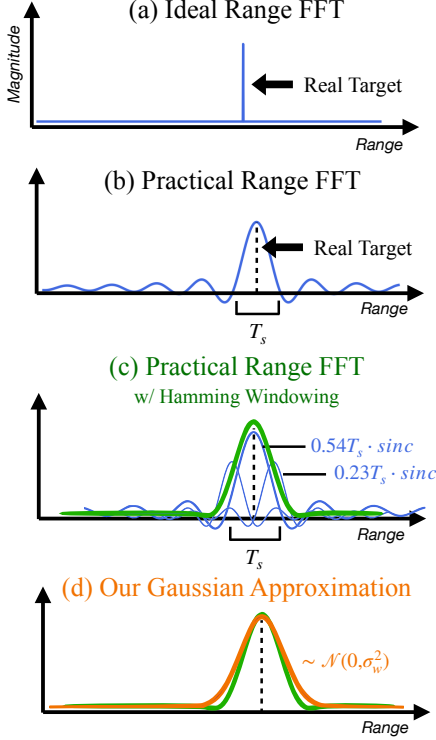 (a) Ideal Range FFT
Magnitude
Real Target
Range
(b) Practical Range FFT
Real Target
Range
T_s
(c) Practical Range FFT
w/ Hamming Windowing
0.54T_s · sinc
0.23T_s · sinc
Range
T_s
(d) Our Gaussian Approximation
~ 𝒩(0,σ_w^2)
Range